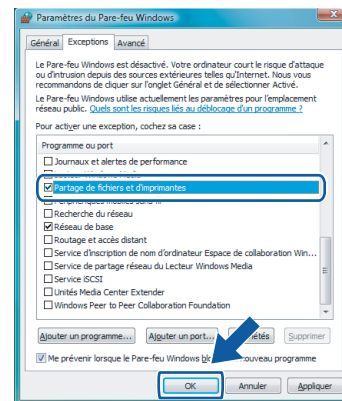 Paramètres du Pare-feu Windows
Général Exceptions Avancé
Le Pare-feu Windows est désactivé. Votre ordinateur court le risque d'attaque
ou d'intrusion depuis des sources extérieures telles qu'Internet. Nous vous
recommandons de cliquer sur l'onglet Général et de sélectionner Activé.
Le Pare-feu Windows utilise actuellement les paramètres pour l'emplacement
réseau public. Quels sont les risques liés au déblocage d'un programme ?
Pour activer une exception, cochez sa case :
Programme ou port
Journaux et alertes de performance
Partage de fichiers et d'imprimantes
Recherche du réseau
Réseau de base
Routage et accès distant
Service d'inscription de nom d'ordinateur Espace de collaboration Win...
Service de partage réseau du Lecteur Windows Media
Service iSCSI
Unités Media Center Extender
Windows Peer to Peer Collaboration Foundation
Ajouter un programme... Ajouter un port... Supprimer
Me prévenir lorsque le Pare-feu Windows programme
OK Annuler Appliquer